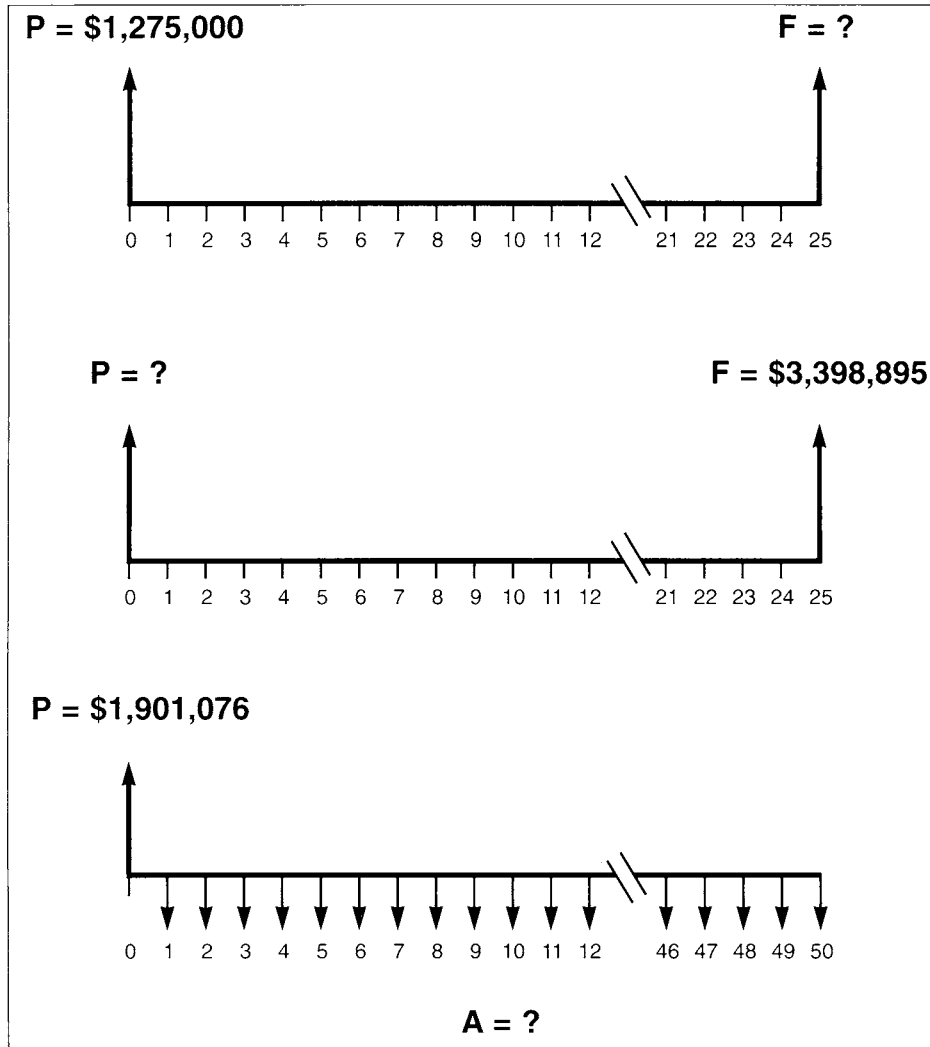 P = $1,275,000 F = ?
0 1 2 3 4 5 6 7 8 9 10 11 12 21 22 23 24 25
P = ? F = $3,398,895
0 1 2 3 4 5 6 7 8 9 10 11 12 21 22 23 24 25
P = $1,901,076
0 1 2 3 4 5 6 7 8 9 10 11 12 46 47 48 49 50
A = ?